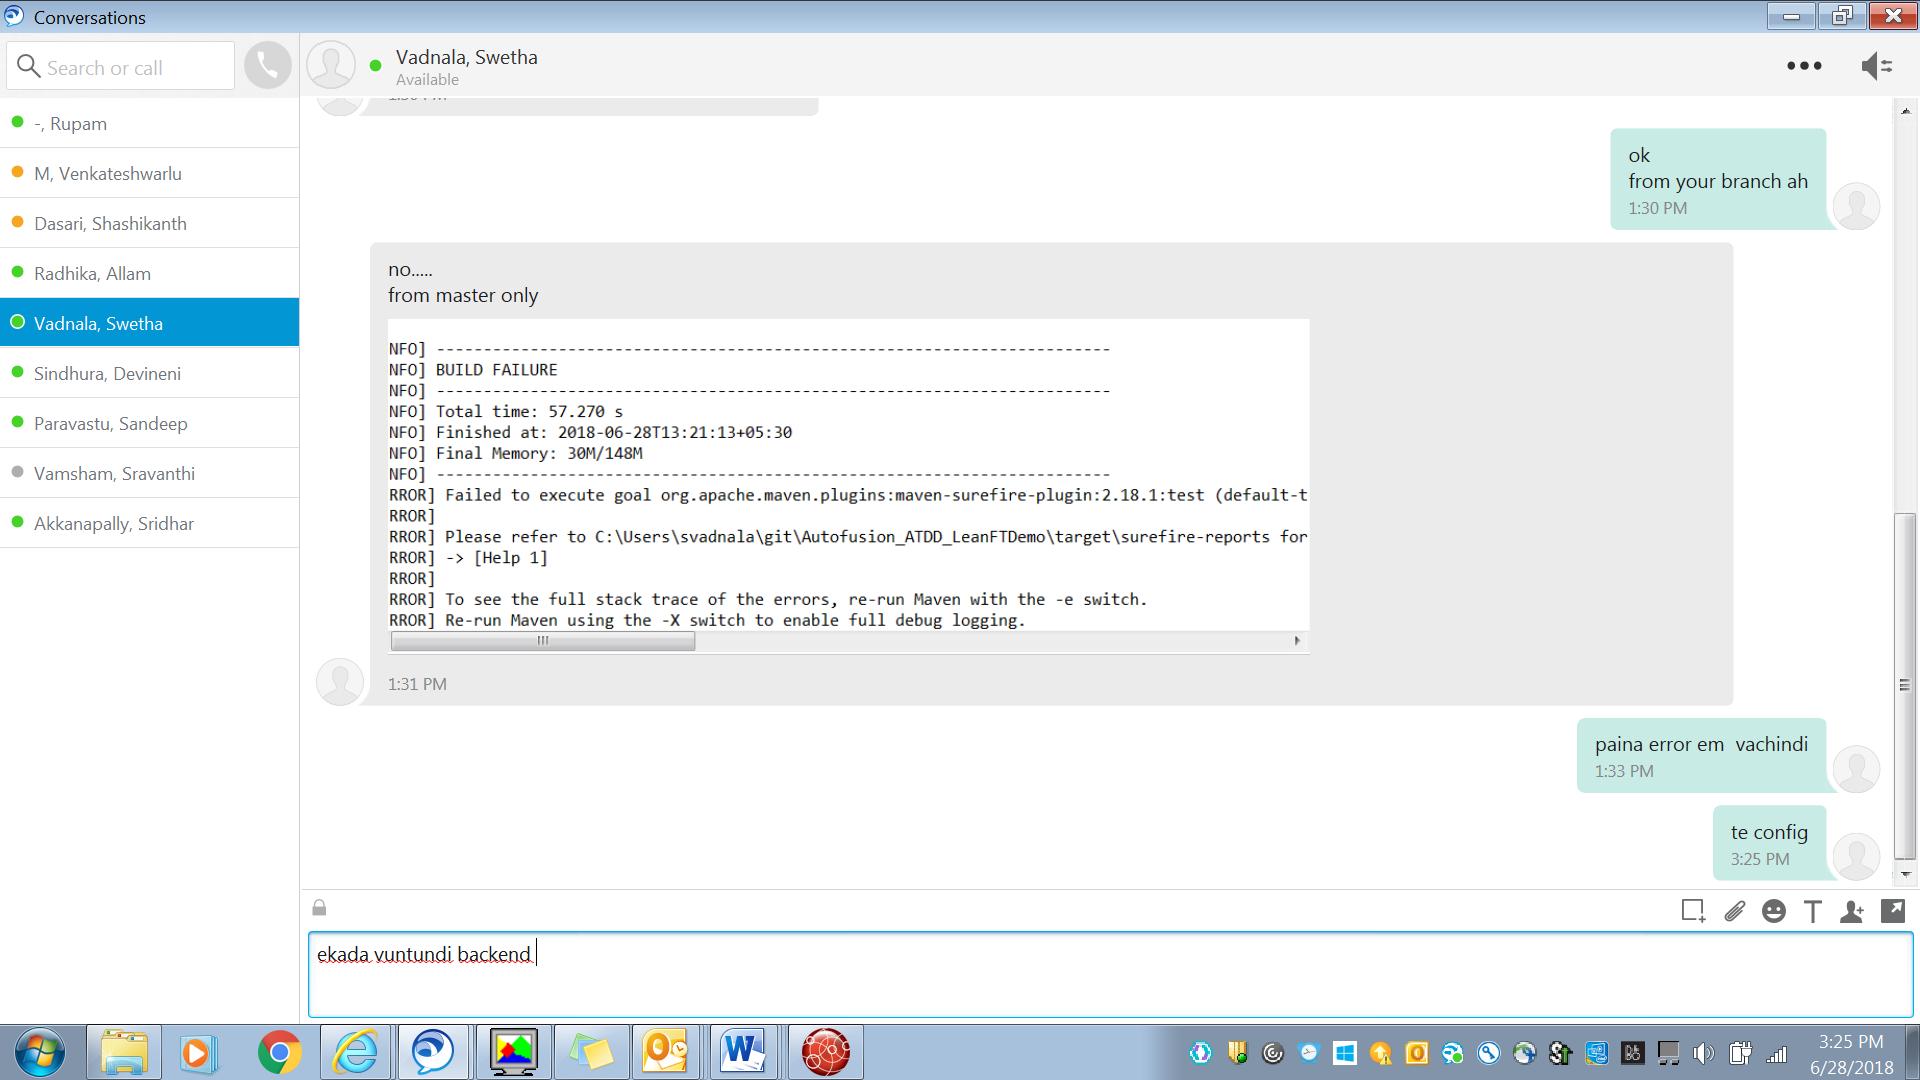 Conversations
Search or call
-, Rupam
M, Venkateshwarlu
Dasari, Shashikanth
Radhika, Allam
Vadnala, Swetha
Sindhura, Devineni
Paravastu, Sandeep
Vamsham, Sravanthi
Akkanapally, Sridhar
Vadnala, Swetha
Available
ok
from your branch ah
1:30 PM
no.....
from master only
NFO] ------------------------------------------------------------------------
NFO] BUILD FAILURE
NFO] ------------------------------------------------------------------------
NFO] Total time: 57.270 s
NFO] Finished at: 2018-06-28T13:21:13+05:30
NFO] Final Memory: 30M/148M
NFO] ------------------------------------------------------------------------
RROR] Failed to execute goal org.apache.maven.plugins:maven-surefire-plugin:2.18.1:test (default-t
RROR]
RROR] Please refer to C:\Users\svadnala\git\Autofusion_ATDD_LeanFTDemo\target\surefire-reports for
RROR] -> [Help 1]
RROR]
RROR] To see the full stack trace of the errors, re-run Maven with the -e switch.
RROR] Re-run Maven using the -X switch to enable full debug logging.
1:31 PM
paina error em  vachindi
1:33 PM
te config
3:25 PM
ekada vuntundi backend
3:25 PM
6/28/2018